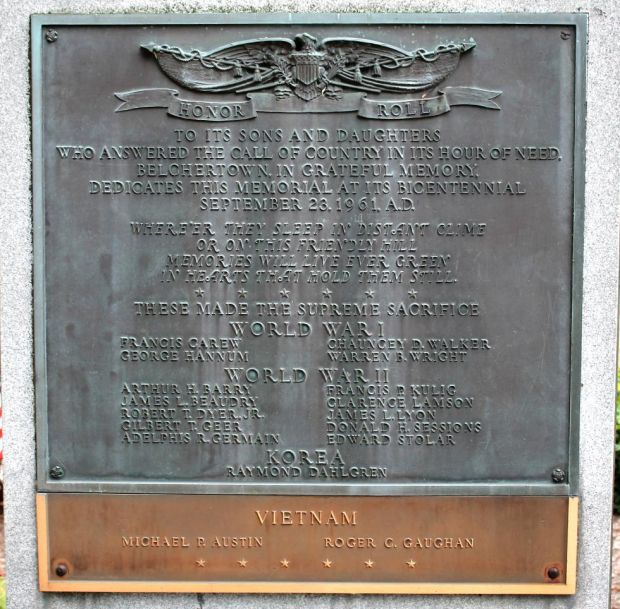 HONOR ROLL
TO ITS SONS AND DAUGHTERS
WHO ANSWERED THE CALL OF COUNTRY IN ITS HOUR OF NEED,
BELCHERTOWN, IN GRATEFUL MEMORY,
DEDICATES THIS MEMORIAL AT ITS BICENTENNIAL
SEPTEMBER 23, 1961, A.D.
WHERE'ER THEY SLEEP IN DISTANT CLIME
OR ON THIS FRIENDLY HILL
MEMORIES WILL LIVE EVER GREEN
IN HEARTS THAT HOLD THEM STILL.
THESE MADE THE SUPREME SACRIFICE
WORLD WAR I
FRANCIS CAREW CHAUNCEY D. WALKER
GEORGE HANNUM WARREN B. WRIGHT
WORLD WAR II
ARTHUR H. BARRY FRANCIS P. KULIG
JAMES L. BEAUDRY CLARENCE LAMSON
ROBERT T. DYER, JR. JAMES L. LYON
GILBERT T. GEER DONALD H. SESSIONS
ADELPHIS R. GERMAIN EDWARD STOLAR
KOREA
RAYMOND DAHLGREN
VIETNAM
MICHAEL P. AUSTIN ROGER C. GAUGHAN